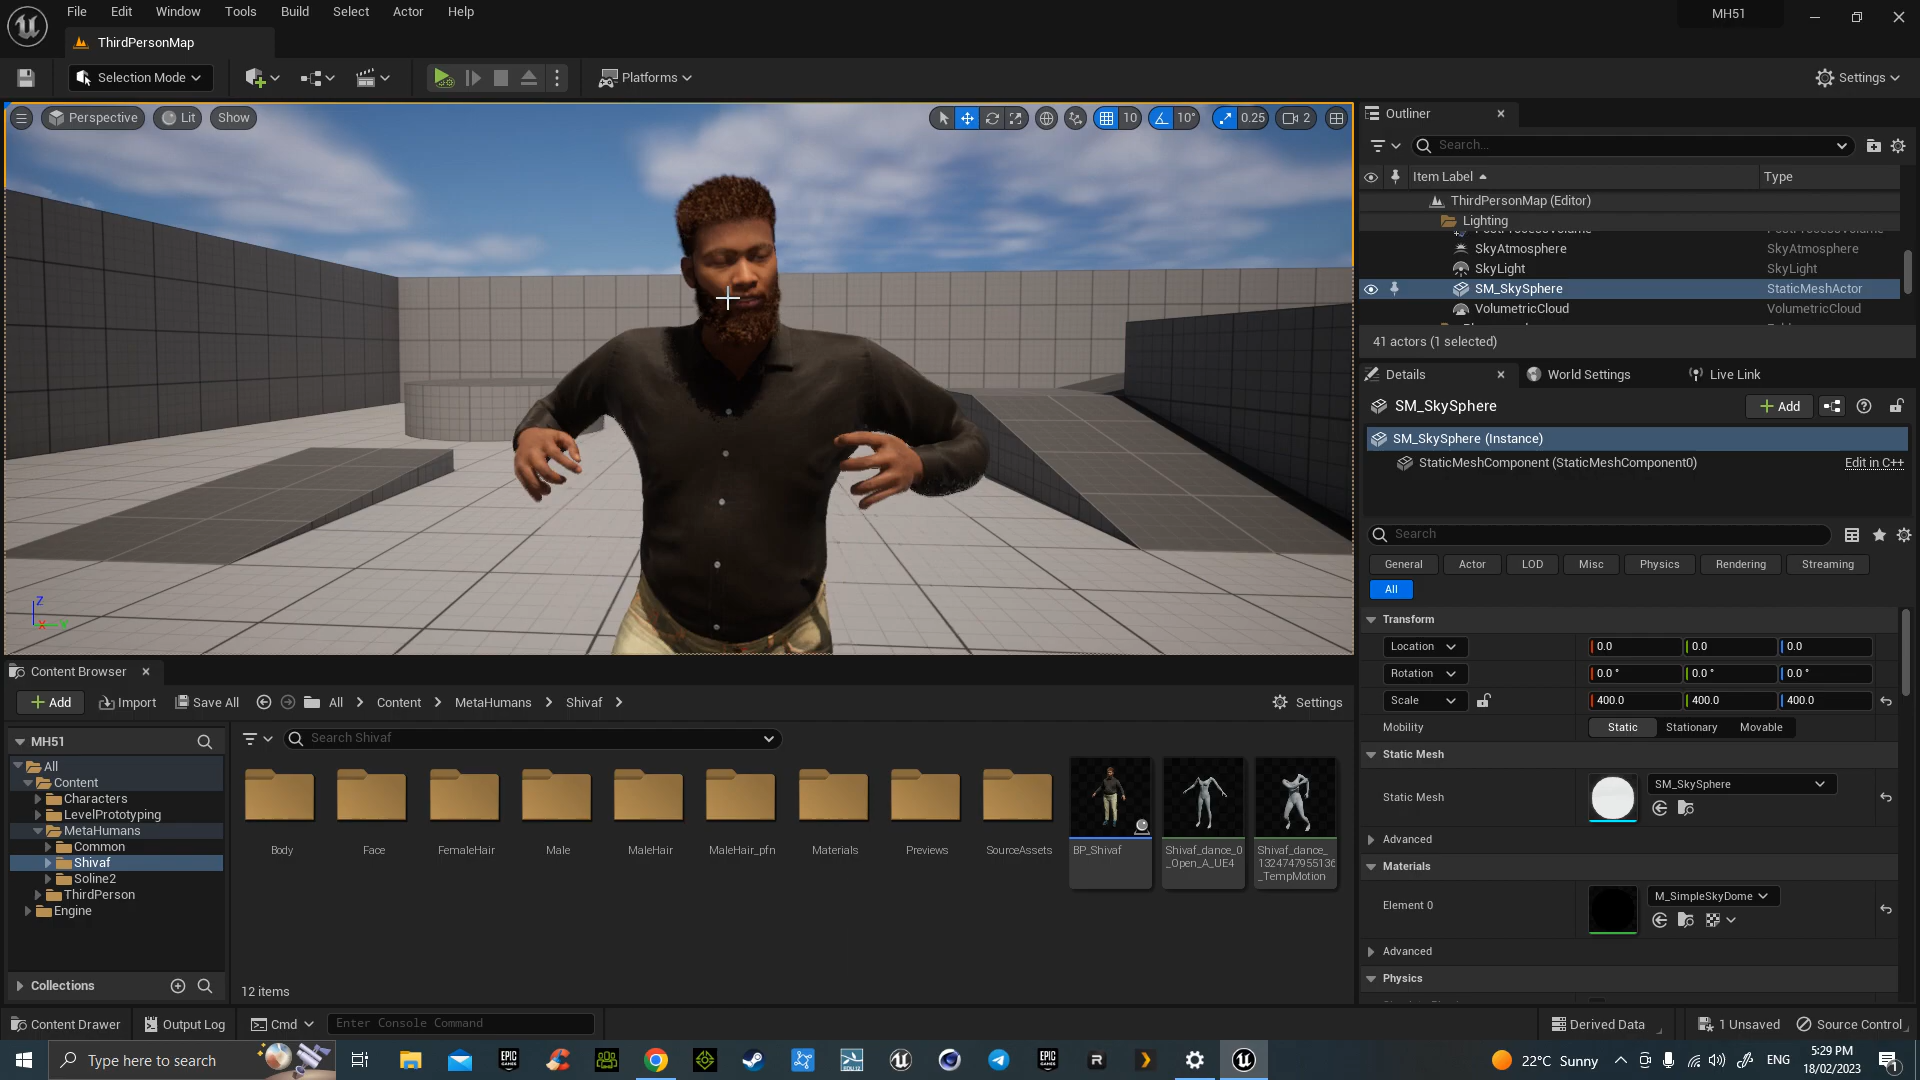 File Edit Window Tools Build Select Actor Help
MH51
ThirdPersonMap
Selection Mode
Platforms
Settings
Perspective Lit Show
10 10° 0.25 2
Outliner
Search...
Item Label Type
ThirdPersonMap (Editor)
Lighting
PostProcessVolume PostProcessVolume
SkyAtmosphere SkyAtmosphere
SkyLight SkyLight
SM_SkySphere StaticMeshActor
VolumetricCloud VolumetricCloud
41 actors (1 selected)
Details World Settings Live Link
SM_SkySphere
Add
SM_SkySphere (Instance)
StaticMeshComponent (StaticMeshComponent0) Edit in C++
Search
General Actor LOD Misc Physics Rendering Streaming
All
Transform
Location 0.0 0.0 0.0
Rotation 0.0 ° 0.0 ° 0.0 °
Scale 400.0 400.0 400.0
Mobility Static Stationary Movable
Static Mesh
Static Mesh SM_SkySphere
Advanced
Materials
Element 0 M_SimpleSkyDome
Advanced
Physics
Z
X Y
Content Browser
Add Import Save All All Content MetaHumans Shivaf Settings
MH51
Search Shivaf
All
Content
Characters
LevelPrototyping
MetaHumans
Common
Shivaf
Soline2
ThirdPerson
Engine
Collections
Body Face FemaleHair Male MaleHair MaleHair_pfn Materials Previews SourceAssets
BP_Shivaf
Shivaf_dance_0
_Open_A_UE4
Shivaf_dance_
1324747955136
_TempMotion
12 items
Content Drawer Output Log Cmd Enter Console Command
Derived Data 1 Unsaved Source Control
Type here to search
EPIC
GAMES
EPIC
GAMES
22°C Sunny ENG
5:29 PM
18/02/2023
1